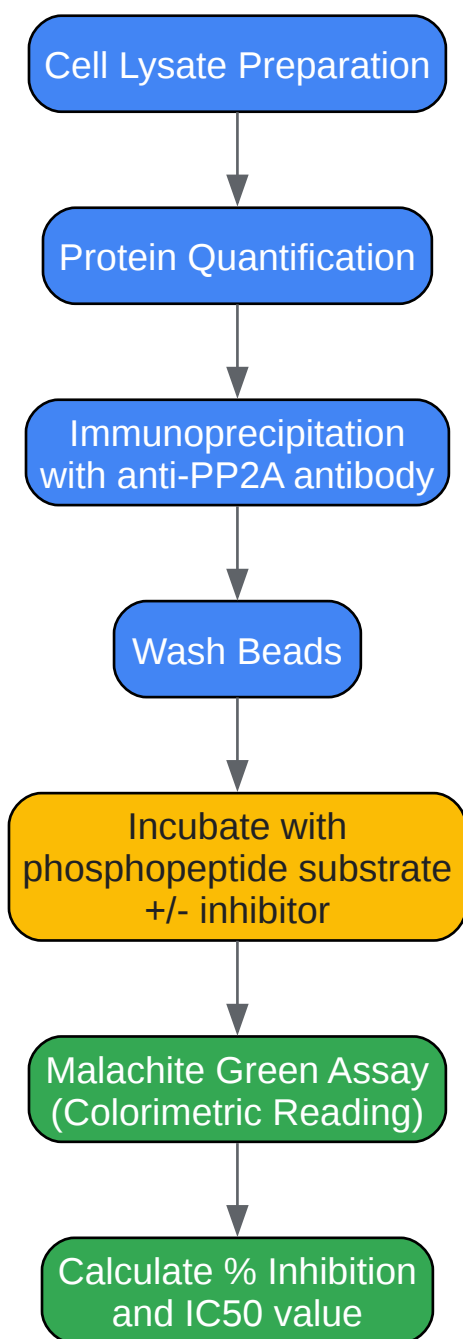 Cell Lysate Preparation
Protein Quantification
Immunoprecipitation
with anti-PP2A antibody
Wash Beads
Incubate with
phosphopeptide substrate
+/- inhibitor
Malachite Green Assay
(Colorimetric Reading)
Calculate % Inhibition
and IC50 value